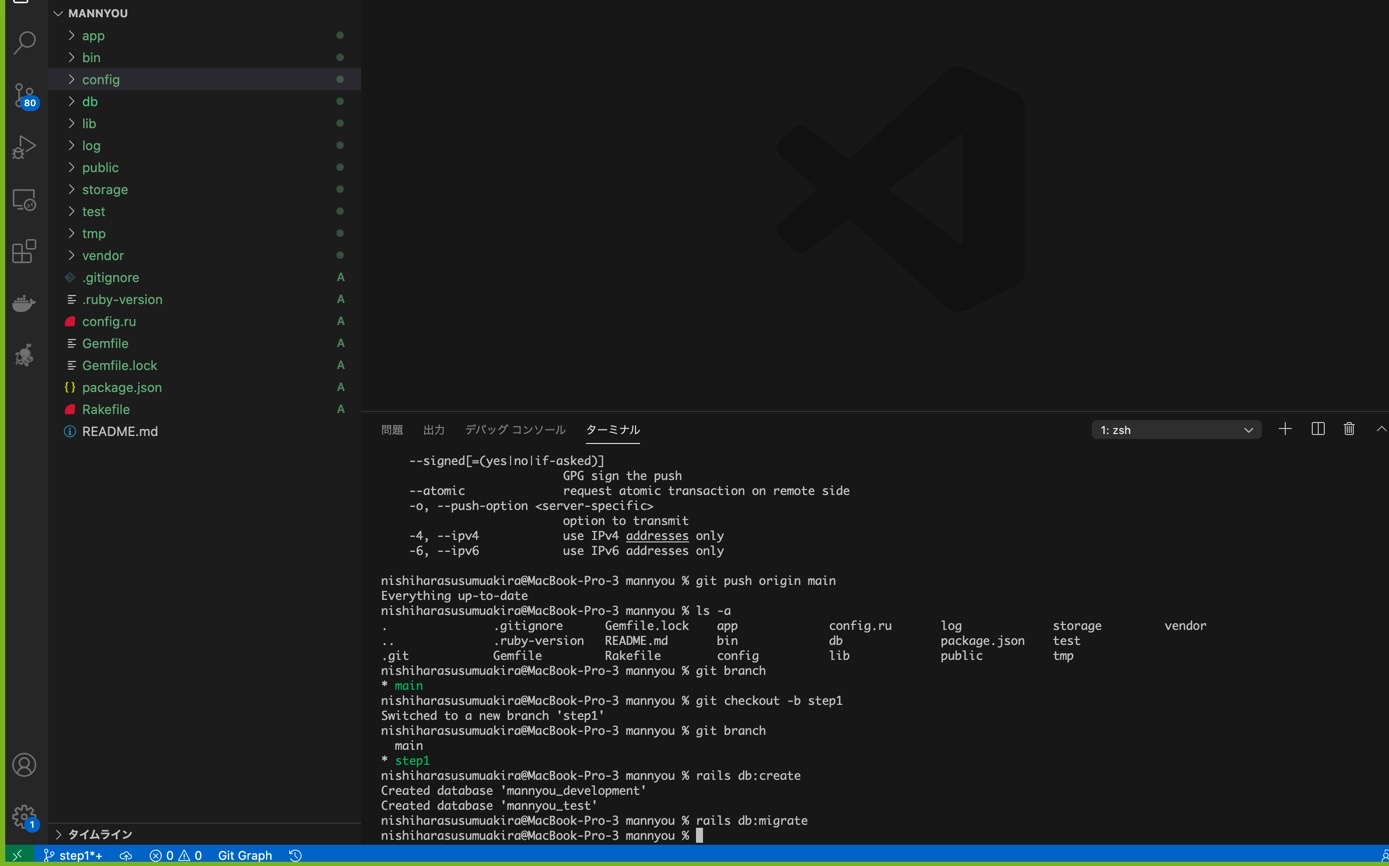 MANNYOU
app
bin
config
db
lib
log
public
storage
test
tmp
vendor
.gitignore A
.ruby-version A
config.ru A
Gemfile A
Gemfile.lock A
{} package.json A
Rakefile A
README.md
タイムライン
80
1
問題 出力 デバッグ コンソール ターミナル 1: zsh
--signed[=(yes|no|if-asked)]
GPG sign the push
--atomic request atomic transaction on remote side
-o, --push-option <server-specific>
option to transmit
-4, --ipv4 use IPv4 addresses only
-6, --ipv6 use IPv6 addresses only
nishiharasusumuakira@MacBook-Pro-3 mannyou % git push origin main
Everything up-to-date
nishiharasusumuakira@MacBook-Pro-3 mannyou % ls -a
. .gitignore Gemfile.lock app config.ru log storage vendor
.. .ruby-version README.md bin db package.json test
.git Gemfile Rakefile config lib public tmp
nishiharasusumuakira@MacBook-Pro-3 mannyou % git branch
* main
nishiharasusumuakira@MacBook-Pro-3 mannyou % git checkout -b step1
Switched to a new branch 'step1'
nishiharasusumuakira@MacBook-Pro-3 mannyou % git branch
main
* step1
nishiharasusumuakira@MacBook-Pro-3 mannyou % rails db:create
Created database 'mannyou_development'
Created database 'mannyou_test'
nishiharasusumuakira@MacBook-Pro-3 mannyou % rails db:migrate
nishiharasusumuakira@MacBook-Pro-3 mannyou %
step1*+ 0 0 Git Graph